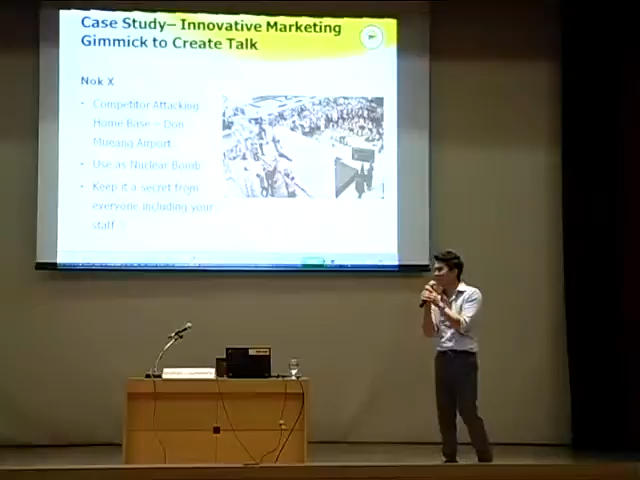 Case Study– Innovative Marketing
Gimmick to Create Talk
Nok X
• Competitor Attacking
Home Base – Don
Mueang Airport
• Use as Nuclear Bomb
• Keep it a secret from
everyone including your
staff